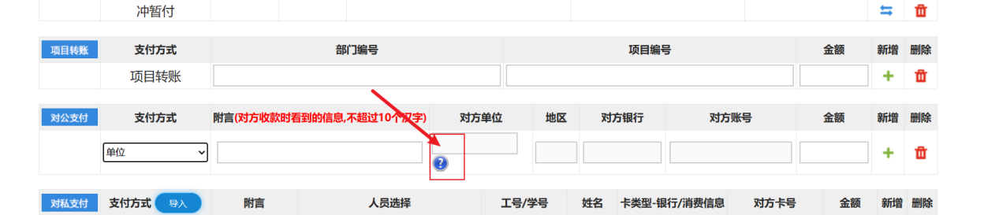 冲暂付
项目转账 支付方式 部门编号 项目编号 金额 新增 删除
项目转账
对公支付 支付方式 附言(对方收款时看到的信息,不超过10个汉字) 对方单位 地区 对方银行 对方账号 金额 新增 删除
单位
?
对私支付 支付方式 导入 附言 人员选择 工号/学号 姓名 卡类型-银行/消费信息 对方卡号 金额 新增 删除